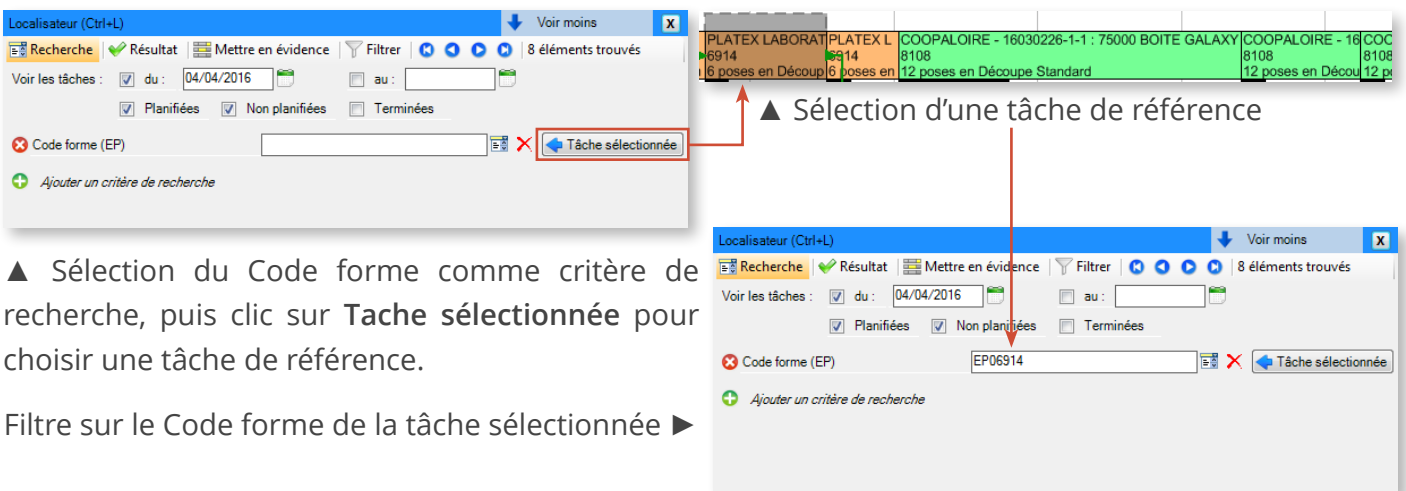 Localisateur (Ctrl+L) Voir moins X
Recherche Résultat Mettre en évidence Filtrer 8 éléments trouvés
Voir les tâches : du : 04/04/2016 au :
Planifiées Non planifiées Terminées
Code forme (EP) Tâche sélectionnée
Ajouter un critère de recherche
PLATEX LABORAT PLATEX L COOPALOIRE - 16030226-1-1 : 75000 BOITE GALAXY COOPALOIRE - 16 COO
6914 6914 8108 8108 8108
6 poses en Découp 6 poses en 12 poses en Découpe Standard 12 poses en Décou 12 po
▲ Sélection d’une tâche de référence
▲ Sélection du Code forme comme critère de
recherche, puis clic sur Tache sélectionnée pour
choisir une tâche de référence.
Filtre sur le Code forme de la tâche sélectionnée ►
Localisateur (Ctrl+L) Voir moins X
Recherche Résultat Mettre en évidence Filtrer 8 éléments trouvés
Voir les tâches : du : 04/04/2016 au :
Planifiées Non planifiées Terminées
Code forme (EP) EP06914 Tâche sélectionnée
Ajouter un critère de recherche